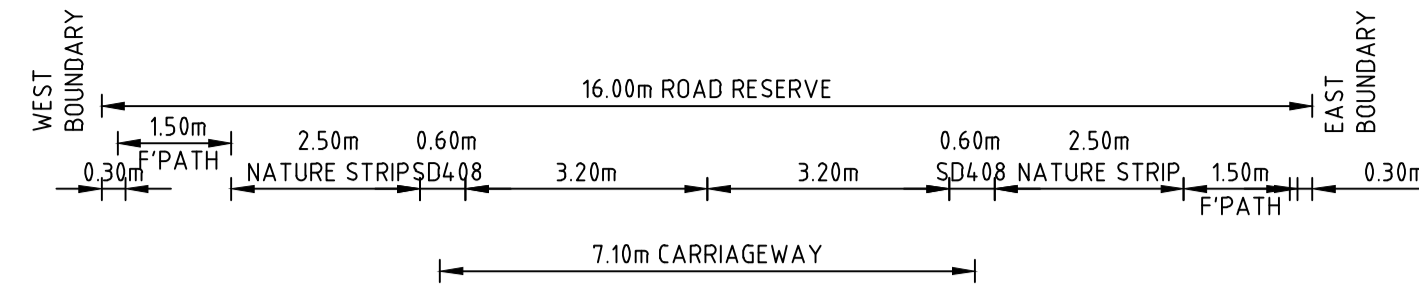 WEST
BOUNDARY
16.00m ROAD RESERVE
EAST
BOUNDARY
1.50m
F'PATH
0.30m
2.50m
NATURE STRIP
0.60m
SD408
3.20m
3.20m
0.60m
SD408
2.50m
NATURE STRIP
1.50m
F'PATH
0.30m
7.10m CARRIAGEWAY